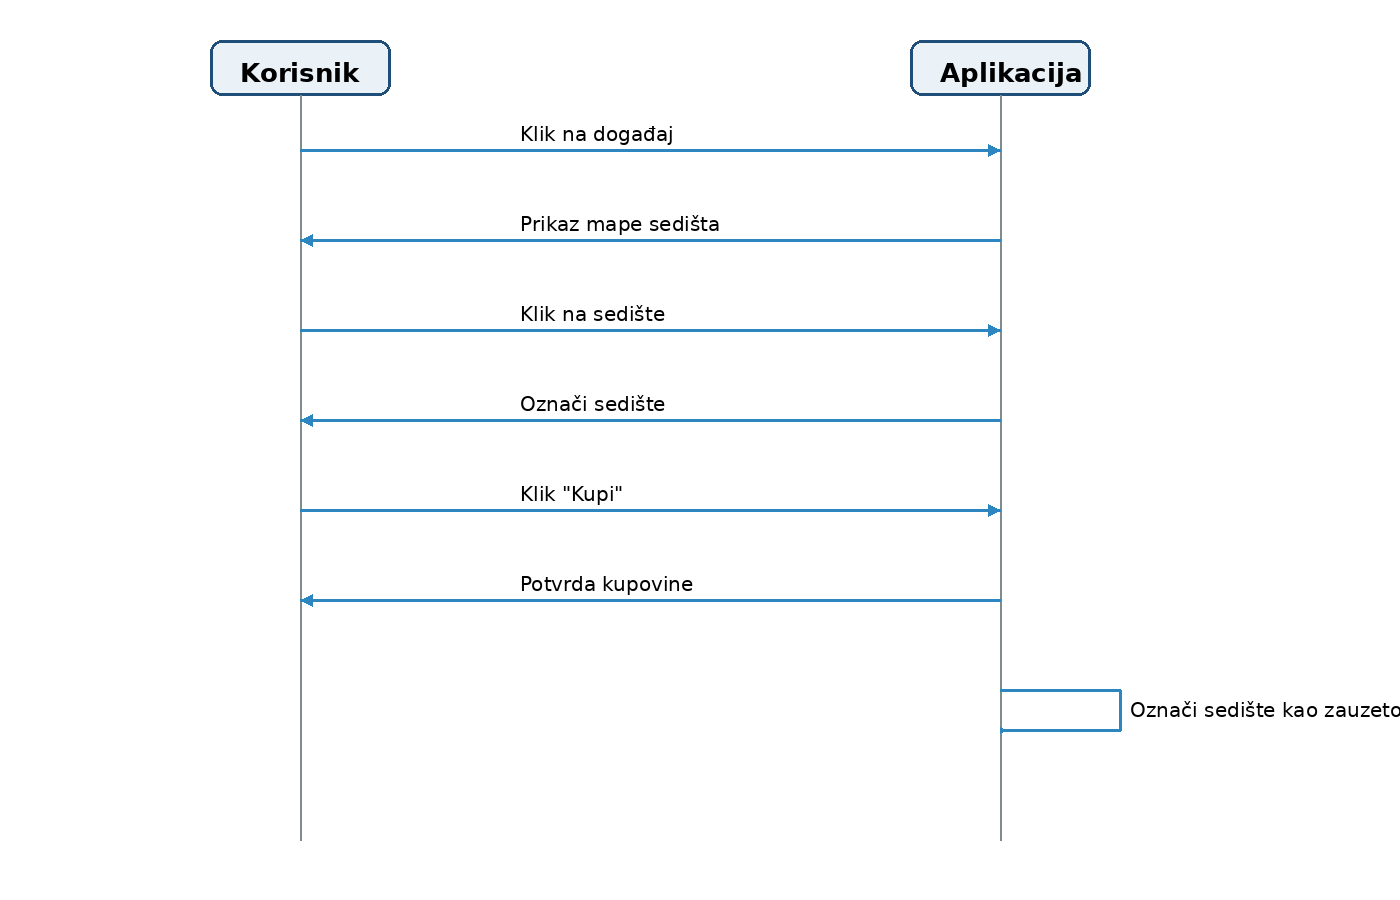 Korisnik
Aplikacija
Klik na događaj
Prikaz mape sedišta
Klik na sedište
Označi sedište
Klik "Kupi"
Potvrda kupovine
Označi sedište kao zauzeto